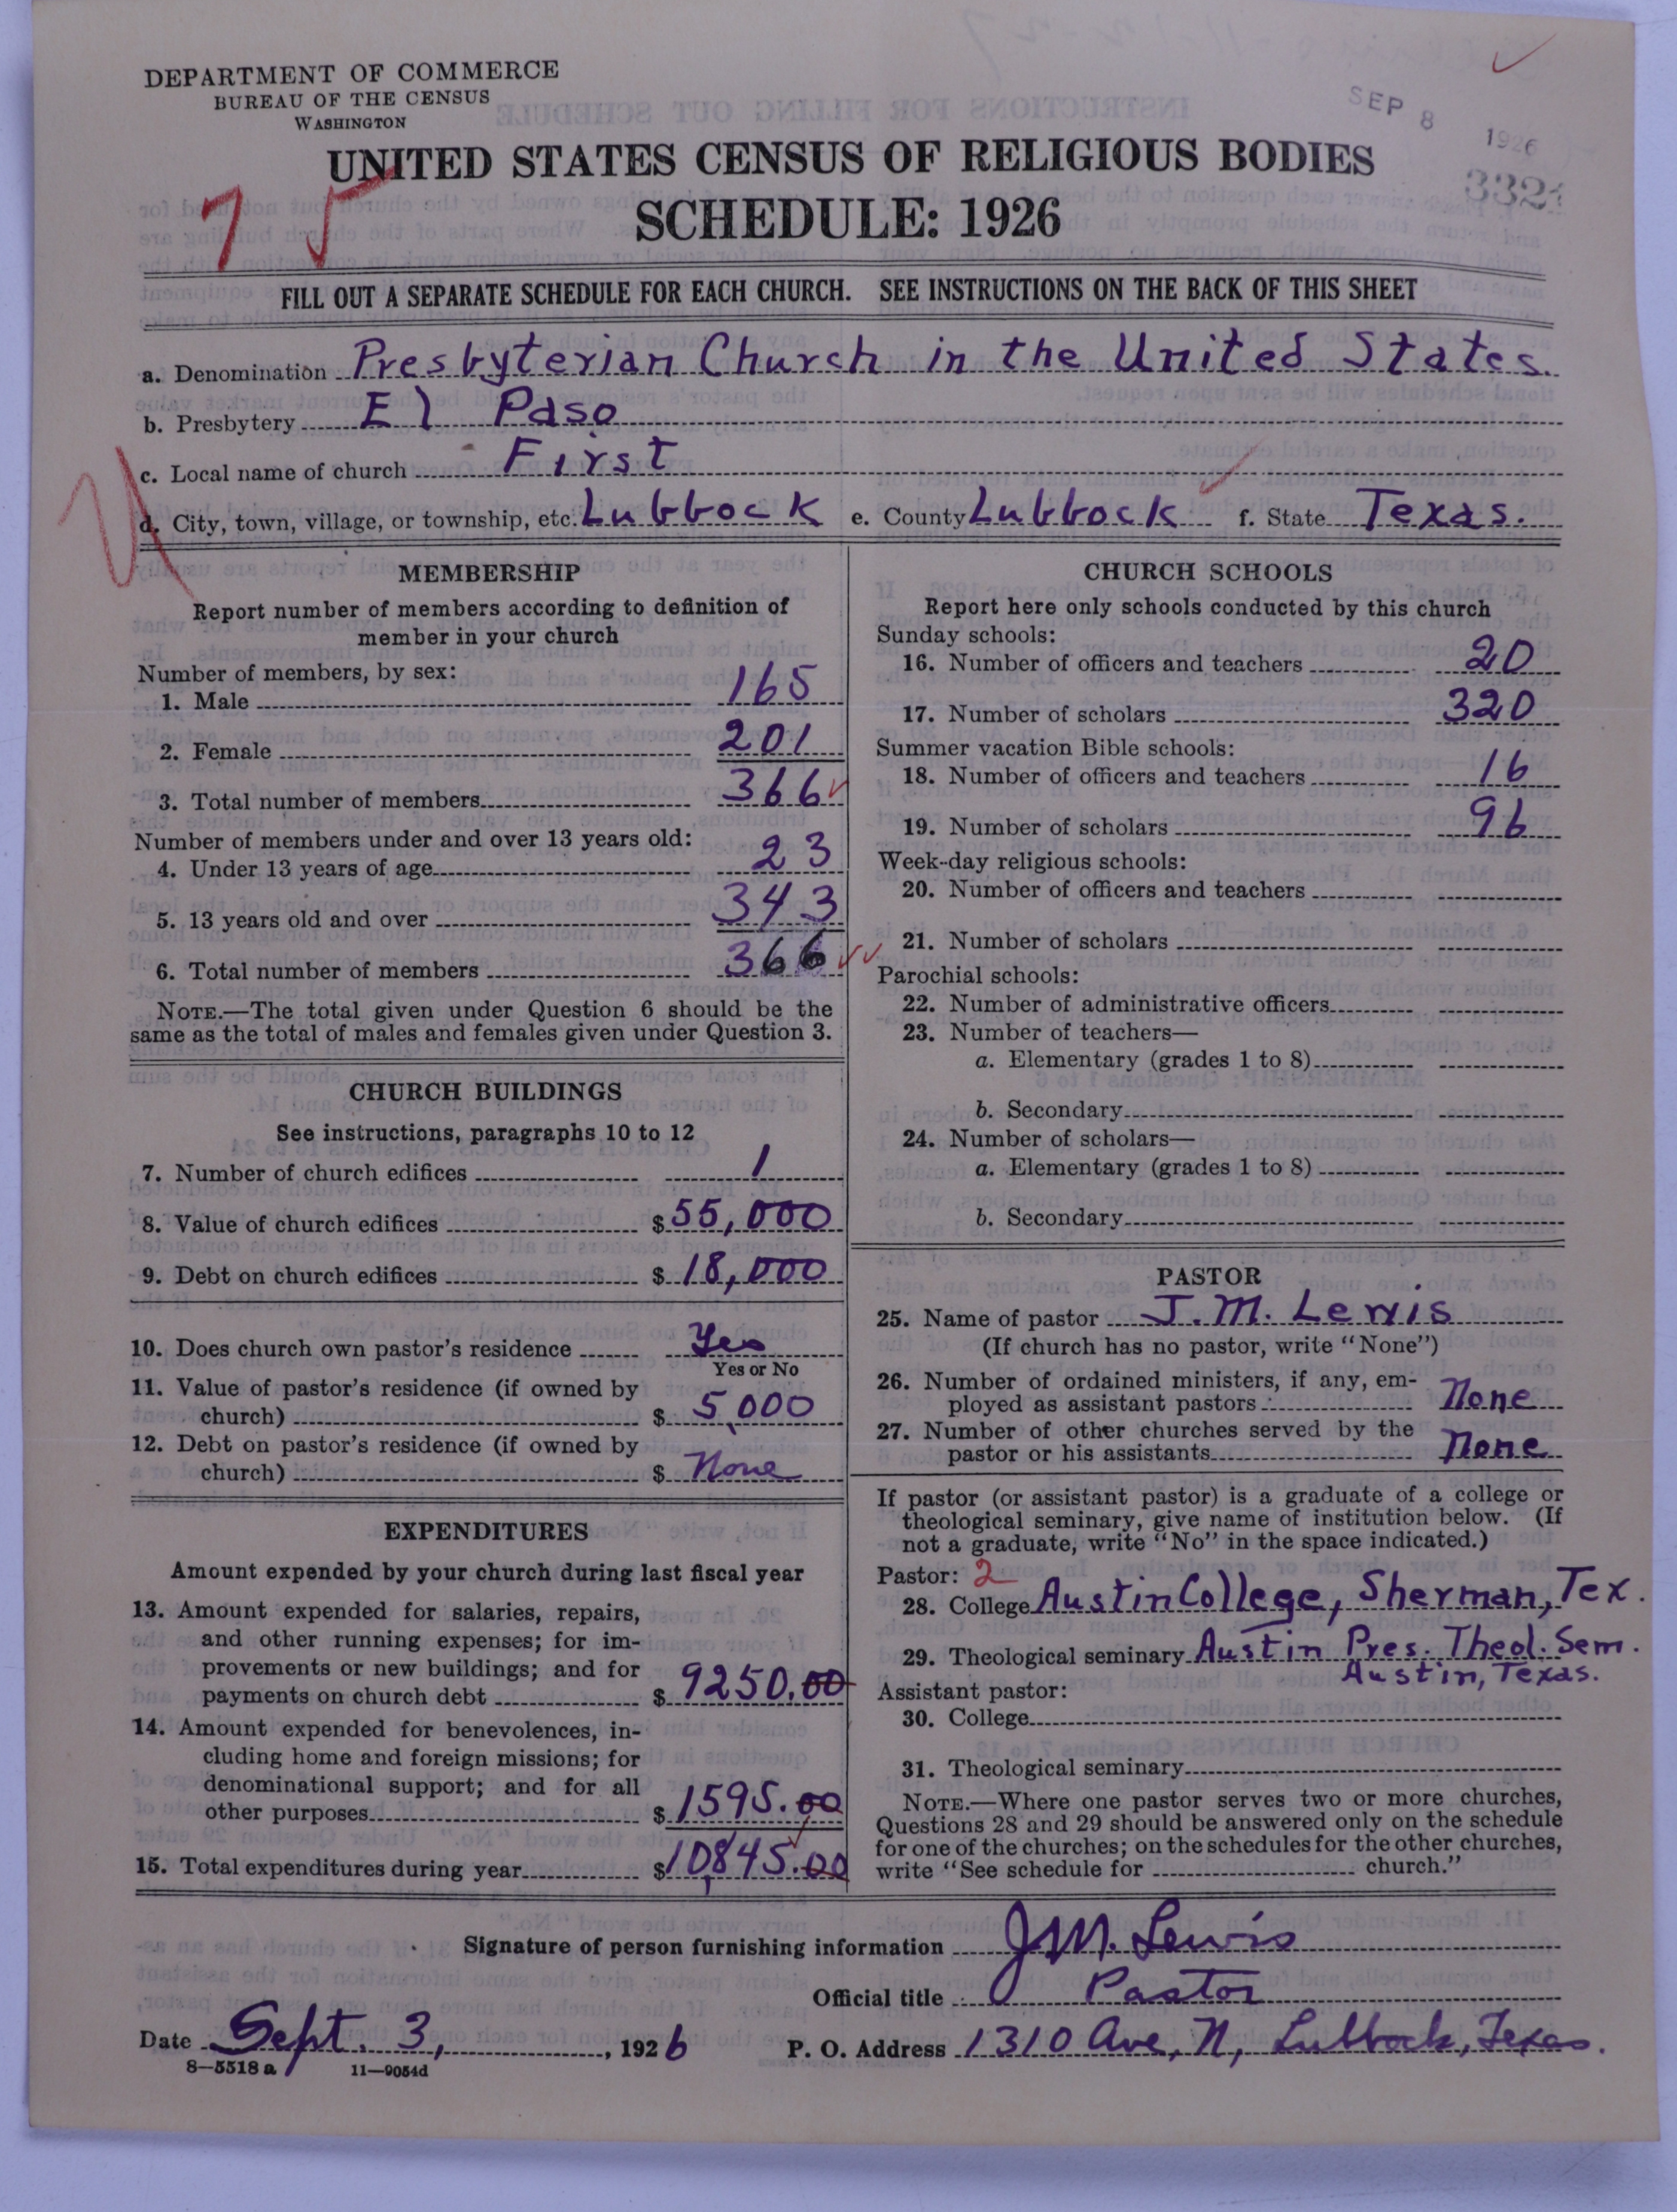 DEPARTMENT OF COMMERCE
BUREAU OF THE CENSUS
WASHINGTON
SEP 8 1926
UNITED STATES CENSUS OF RELIGIOUS BODIES
SCHEDULE: 1926
FILL OUT A SEPARATE SCHEDULE FOR EACH CHURCH. SEE INSTRUCTIONS ON THE BACK OF THIS SHEET
a. Denomination Presbyterian Church in the United States.
b. Presbytery El Paso
c. Local name of church First
d. City, town, village, or township, etc. Lubbock e. County Lubbock f. State Texas.
MEMBERSHIP
Report number of members according to definition of
member in your church
Number of members, by sex:
1. Male 165
2. Female 201
3. Total number of members 366
Number of members under and over 13 years old:
4. Under 13 years of age 23
5. 13 years old and over 343
6. Total number of members 366
NOTE.—The total given under Question 6 should be the
same as the total of males and females given under Question 3.
CHURCH BUILDINGS
See instructions, paragraphs 10 to 12
7. Number of church edifices 1
8. Value of church edifices $55,000
9. Debt on church edifices $18,000
10. Does church own pastor's residence Yes
Yes or No
11. Value of pastor's residence (if owned by
church) $5,000
12. Debt on pastor's residence (if owned by
church) $None
EXPENDITURES
Amount expended by your church during last fiscal year
13. Amount expended for salaries, repairs,
and other running expenses; for im-
provements or new buildings; and for
payments on church debt $9250.00
14. Amount expended for benevolences, in-
cluding home and foreign missions; for
denominational support; and for all
other purposes $1595.00
15. Total expenditures during year $10,845.00
CHURCH SCHOOLS
Report here only schools conducted by this church
Sunday schools:
16. Number of officers and teachers 20
17. Number of scholars 320
Summer vacation Bible schools:
18. Number of officers and teachers 16
19. Number of scholars 96
Week-day religious schools:
20. Number of officers and teachers
21. Number of scholars
Parochial schools:
22. Number of administrative officers
23. Number of teachers—
a. Elementary (grades 1 to 8)
b. Secondary
24. Number of scholars—
a. Elementary (grades 1 to 8)
b. Secondary
PASTOR
25. Name of pastor J. M. Lewis
(If church has no pastor, write "None")
26. Number of ordained ministers, if any, em-
ployed as assistant pastors None
27. Number of other churches served by the
pastor or his assistants None
If pastor (or assistant pastor) is a graduate of a college or
theological seminary, give name of institution below. (If
not a graduate, write "No" in the space indicated.)
Pastor: 2
28. College Austin College, Sherman, Tex.
29. Theological seminary Austin Pres. Theol. Sem.
Austin, Texas.
Assistant pastor:
30. College
31. Theological seminary
NOTE.—Where one pastor serves two or more churches,
Questions 28 and 29 should be answered only on the schedule
for one of the churches; on the schedules for the other churches,
write "See schedule for church."
Signature of person furnishing information J.M. Lewis
Official title Pastor
Date Sept. 3, 1926 P. O. Address 1310 Ave, N, Lubbock, Texas.
8—5518 a 11—9054d